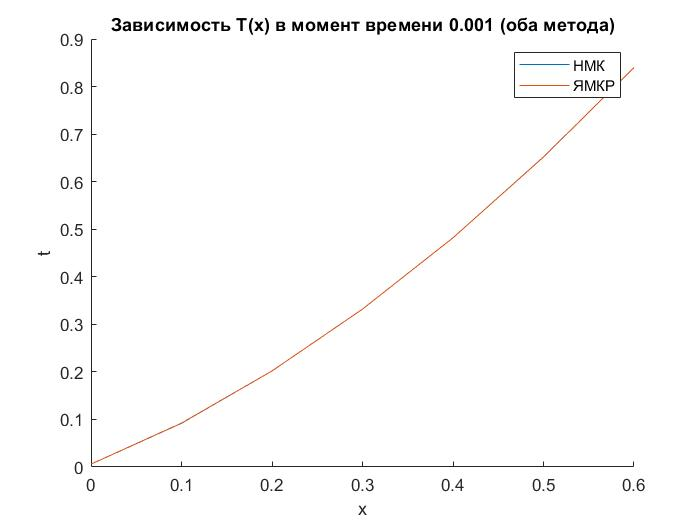 Зависимость T(x) в момент времени 0.001 (оба метода)
НМК
ЯМКР
0.9
0.8
0.7
0.6
0.5
0.4
0.3
0.2
0.1
0
t
0 0.1 0.2 0.3 0.4 0.5 0.6
x